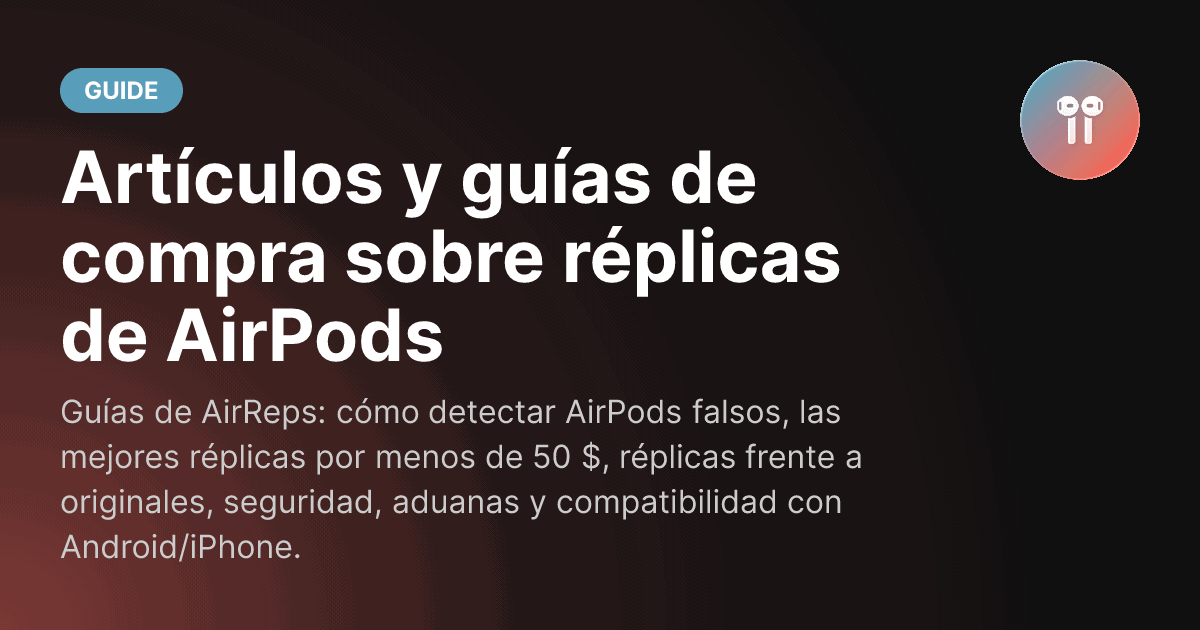 GUIDE
Artículos y guías de
compra sobre réplicas
de AirPods
Guías de AirReps: cómo detectar AirPods falsos, las
mejores réplicas por menos de 50 $, réplicas frente a
originales, seguridad, aduanas y compatibilidad con
Android/iPhone.